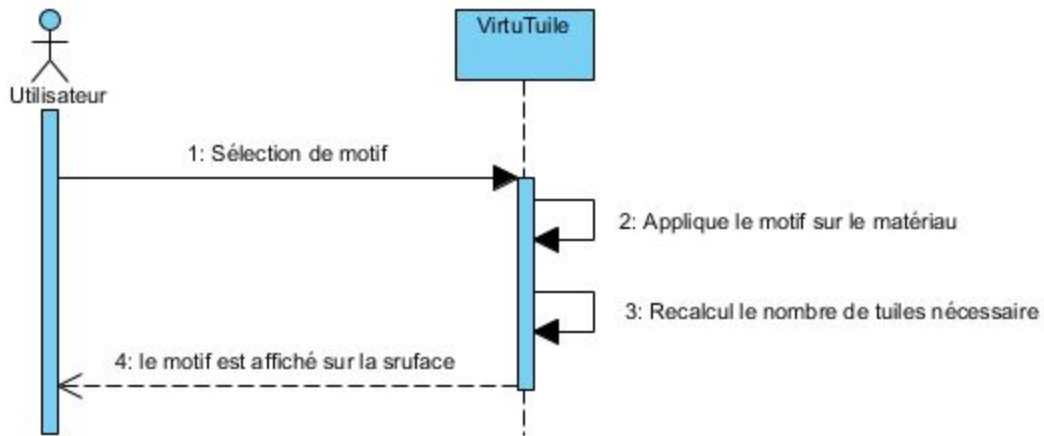 VirtuTuile
Utilisateur
1: Sélection de motif
2: Applique le motif sur le matériau
3: Recalcul le nombre de tuiles nécessaire
4: le motif est affiché sur la sruface